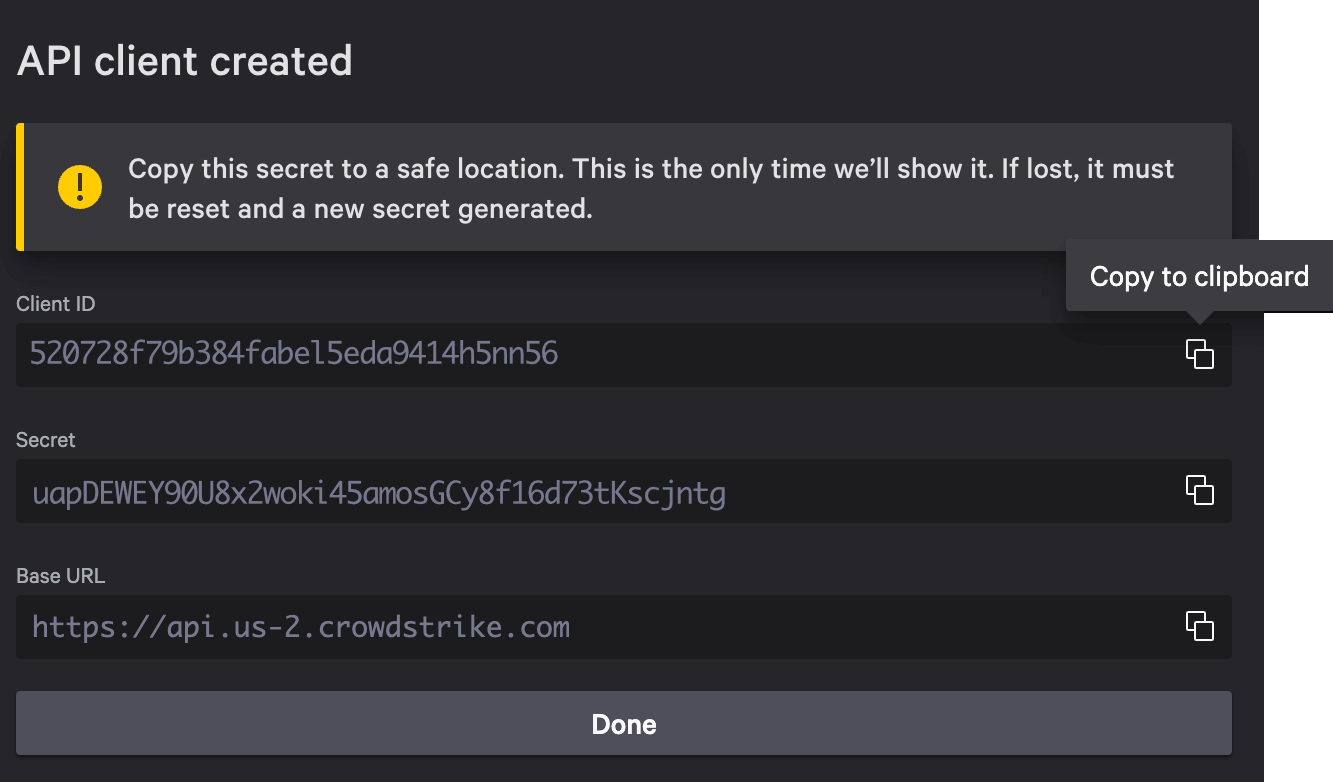 API client created
Copy this secret to a safe location. This is the only time we’ll show it. If lost, it must
be reset and a new secret generated.
Copy to clipboard
Client ID
520728f79b384fabel5eda9414h5nn56
Secret
uapDEWEY90U8x2woki45amosGCy8f16d73tKscjntg
Base URL
https://api.us-2.crowdstrike.com
Done